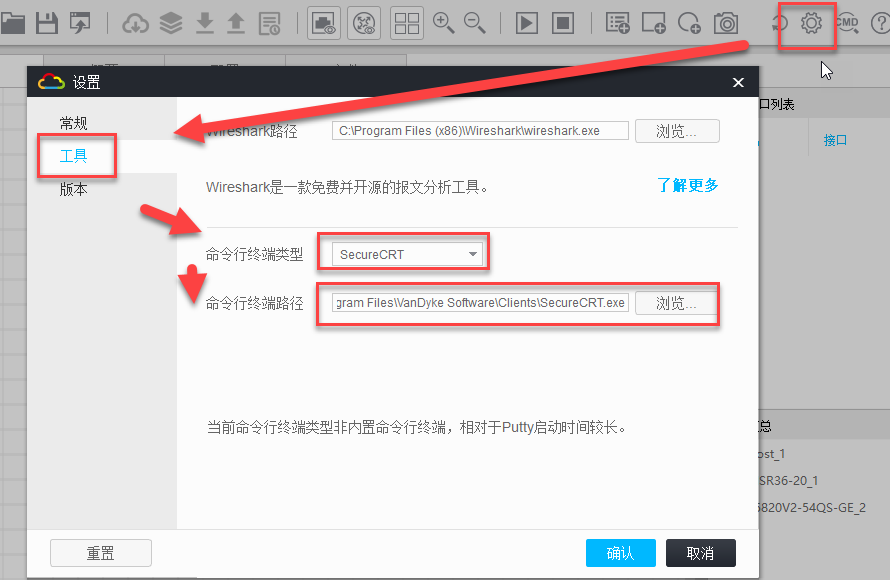 CMD
设置
口列表
常规
Wireshark路径
C:\Program Files (x86)\Wireshark\wireshark.exe
浏览...
接口
工具
Wireshark是一款免费并开源的报文分析工具。
了解更多
版本
命令行终端类型
SecureCRT
命令行终端路径
gram Files\VanDyke Software\Clients\SecureCRT.exe
浏览...
当前命令行终端类型非内置命令行终端，相对于Putty启动时间较长。
总
ost_1
SR36-20_1
5820V2-54QS-GE_2
重置
确认
取消